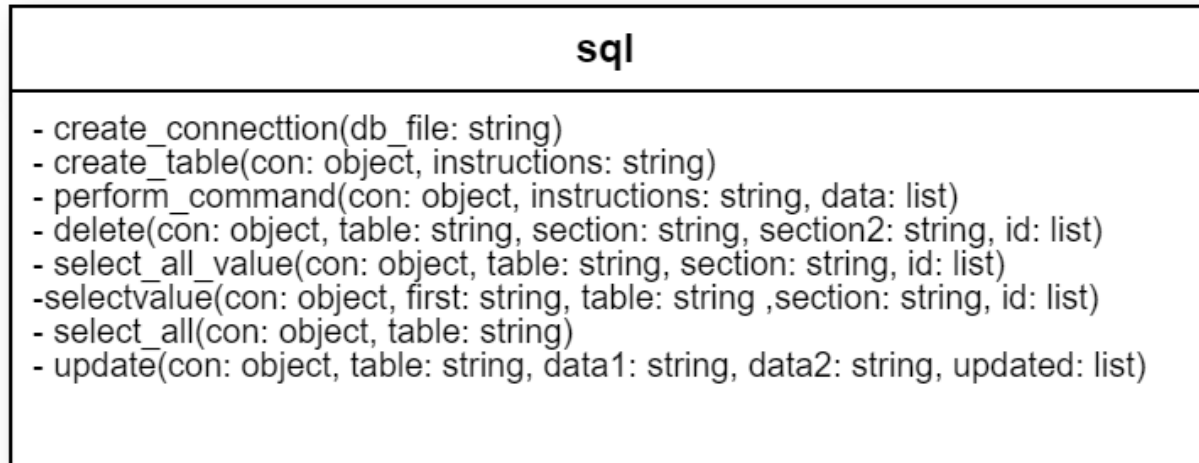 sql
- create_connecttion(db_file: string)
- create_table(con: object, instructions: string)
- perform_command(con: object, instructions: string, data: list)
- delete(con: object, table: string, section: string, section2: string, id: list)
- select_all_value(con: object, table: string, section: string, id: list)
-selectvalue(con: object, first: string, table: string ,section: string, id: list)
- select_all(con: object, table: string)
- update(con: object, table: string, data1: string, data2: string, updated: list)